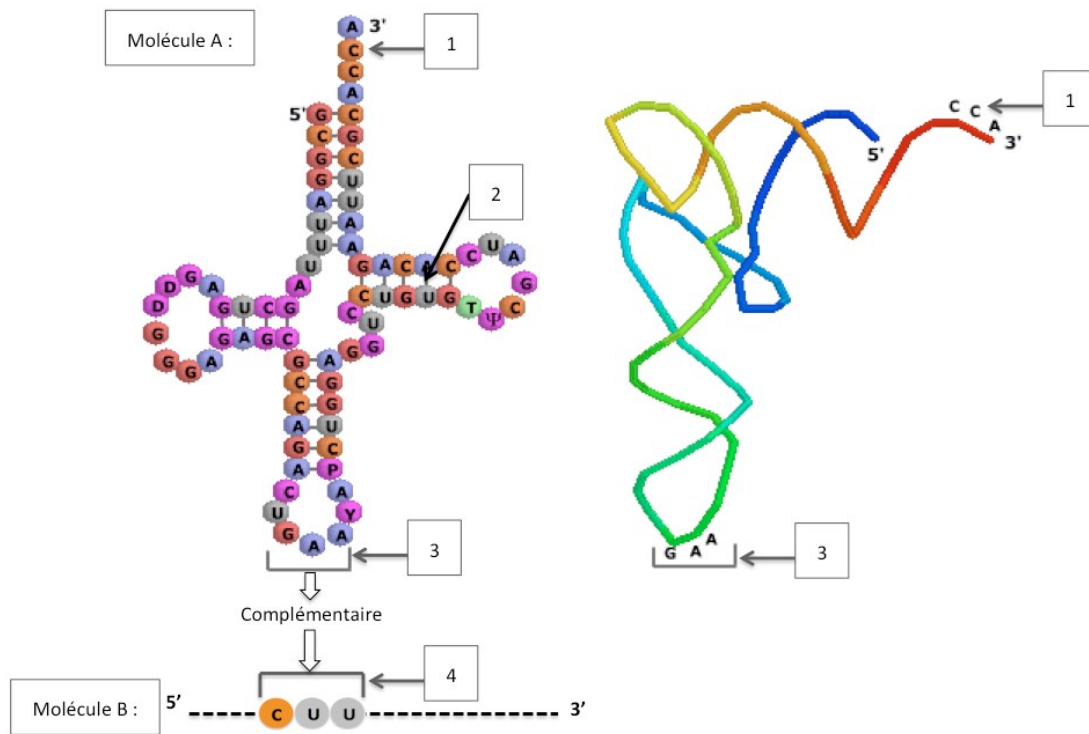 Molécule A :
A 3'
C
1
C
A
5' G C
C G
G C
G U
A U
U A
U A
2
U G A C A C C U A
D D G A G U C G A
C U G U G T Ψ C G
C
U
G
G
G G G A G A G C
G A
C G
C G
A U
G C
A P
C A
U Y
G A A
3
Complémentaire
4
Molécule B :
5’ C U U 3’
1
C C A
5' 3'
G A A
3